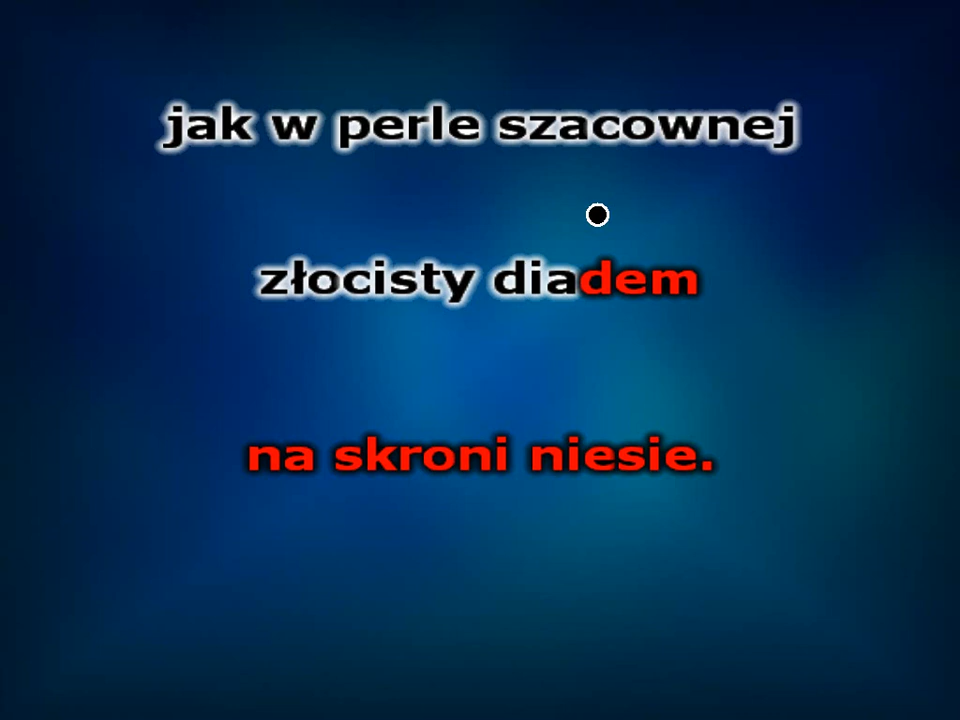 jak w perle szacownej
złocisty diadem
na skroni niesie.